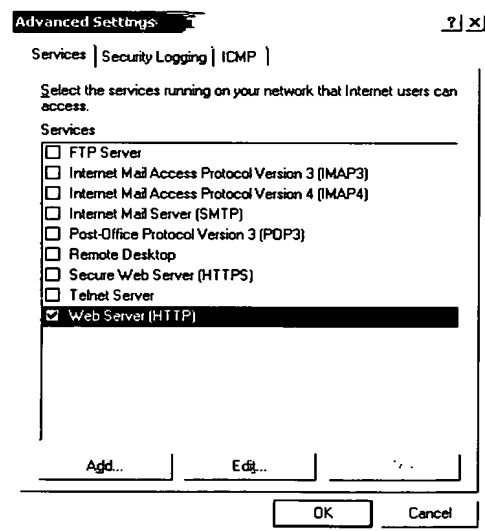 Advanced Settings ? ×
Services Security Logging ICMP
Select the services running on your network that Internet users can
access.
Services
FTP Server
Internet Mail Access Protocol Version 3 (IMAP3)
Internet Mail Access Protocol Version 4 (IMAP4)
Internet Mail Server (SMTP)
Post-Office Protocol Version 3 (POP3)
Remote Desktop
Secure Web Server (HTTPS)
Telnet Server
Web Server (HTTP)
Add... Edit...
OK Cancel